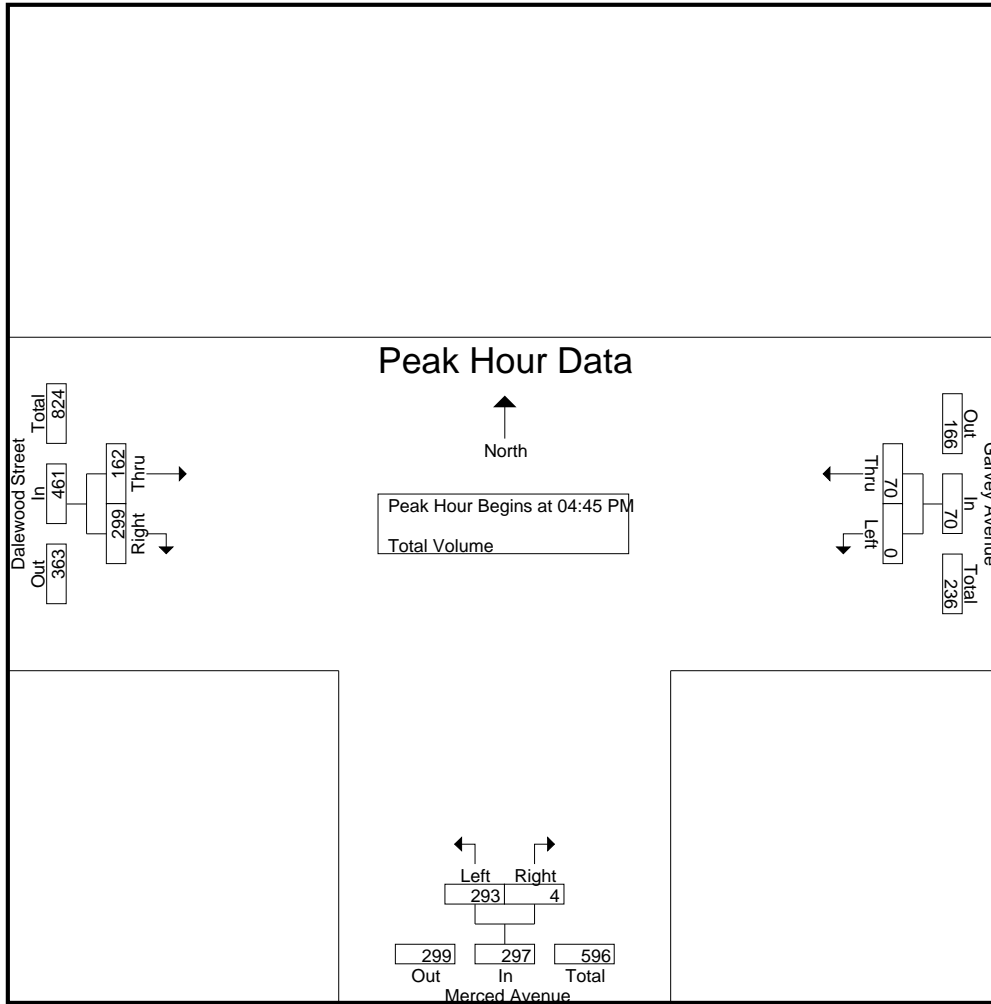 Peak Hour Data
North
Peak Hour Begins at 04:45 PM
Total Volume
Dalewood Street
Total
824
In
461
Out
363
Thru
162
Right
299
Garvey Avenue
Out
166
In
70
Total
236
Thru
70
Left
0
Left Right
293 4
299 297 596
Out In Total
Merced Avenue